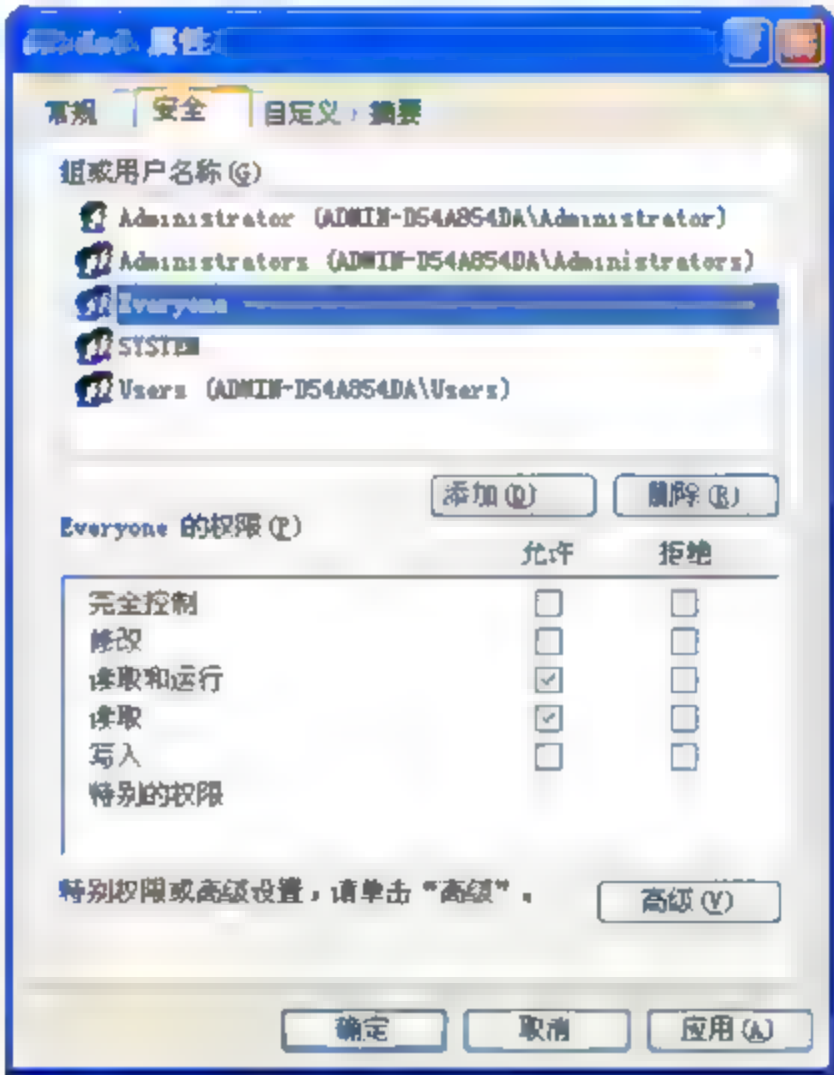 属性
常规 安全 自定义 摘要
组或用户名称(G)
Administrator (ADMIN-D54A854DA\Administrator)
Administrators (ADMIN-D54A854DA\Administrators)
Everyone
SYSTEM
Users (ADMIN-D54A854DA\Users)
添加(D) 删除(R)
Everyone 的权限(P) 允许 拒绝
完全控制
修改
读取和运行
读取
写入
特别的权限
特别权限或高级设置，请单击“高级”。 高级(V)
确定 取消 应用(A)